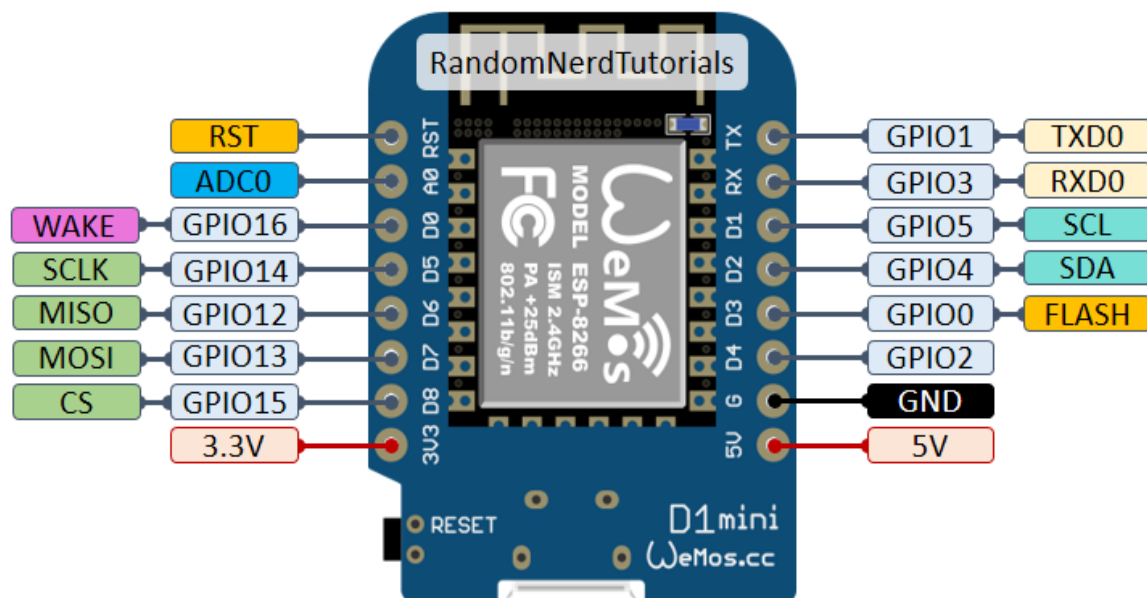 RandomNerdTutorials
RST RST TX GPIO1 TXD0
ADC0 A0 RX GPIO3 RXD0
WAKE GPIO16 D0 D1 GPIO5 SCL
SCLK GPIO14 D5 D2 GPIO4 SDA
MISO GPIO12 D6 D3 GPIO0 FLASH
MOSI GPIO13 D7 D4 GPIO2
CS GPIO15 D8 G GND
3.3V 3V3 5V 5V
WeMos
MODEL ESP-8266
ISM 2.4GHz
PA +25dBm
802.11b/g/n
FC
RESET
D1 mini
WeMos.cc